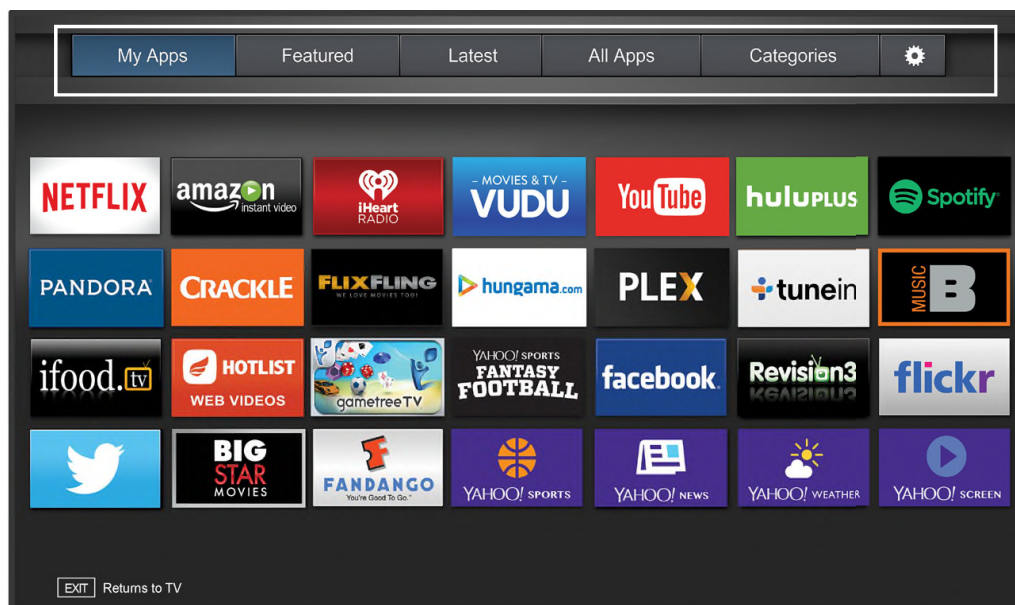 My Apps Featured Latest All Apps Categories
NETFLIX
amazon
instant video
iHeart
RADIO
- MOVIES & TV -
VUDU
YouTube
huluPLUS
Spotify
PANDORA
CRACKLE
FLIXFLING
WE LOVE MOVIES TOO!
hungama.com
PLEX
tunein
MUSIC
B
ifood.tv
HOTLIST
WEB VIDEOS
gametreeTV
YAHOO! SPORTS
FANTASY
FOOTBALL
facebook
Revision3
flickr
BIG
STAR
MOVIES
FANDANGO
You're Good To Go.
YAHOO! SPORTS
YAHOO! NEWS
YAHOO! WEATHER
YAHOO! SCREEN
EXIT Returns to TV